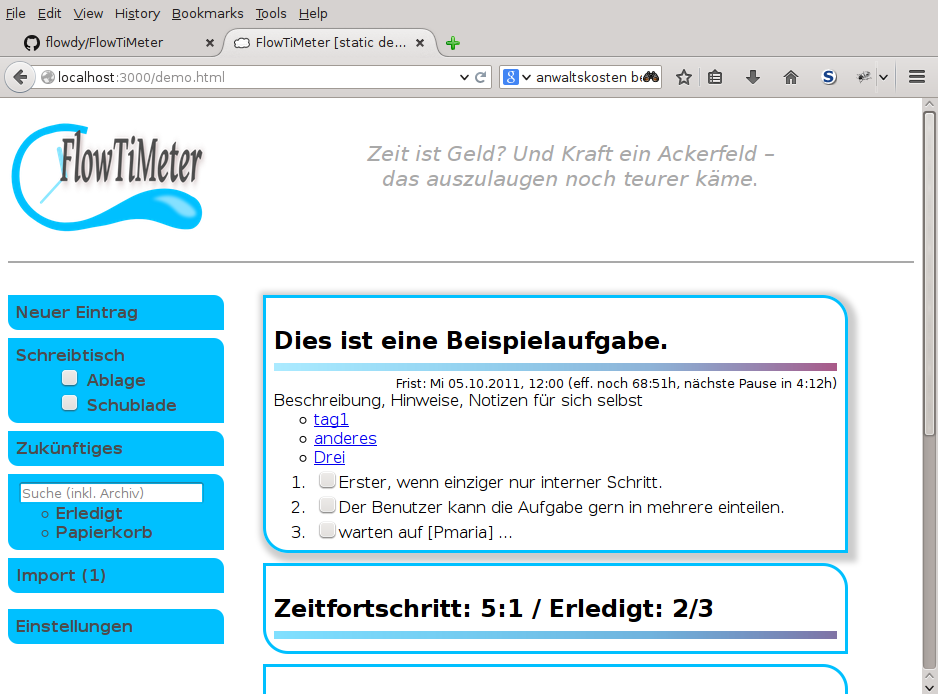 File Edit View History Bookmarks Tools Help
flowdy/FlowTiMeter
FlowTiMeter [static de...
localhost:3000/demo.html
8 anwaltskosten be
S
FlowTiMeter
Zeit ist Geld? Und Kraft ein Ackerfeld –
das auszulaugen noch teurer käme.
Neuer Eintrag
Schreibtisch
Ablage
Schublade
Zukünftiges
Suche (inkl. Archiv)
Erledigt
Papierkorb
Import (1)
Einstellungen
Dies ist eine Beispielaufgabe.
Frist: Mi 05.10.2011, 12:00 (eff. noch 68:51h, nächste Pause in 4:12h)
Beschreibung, Hinweise, Notizen für sich selbst
tag1
anderes
Drei
1. Erster, wenn einziger nur interner Schritt.
2. Der Benutzer kann die Aufgabe gern in mehrere einteilen.
3. warten auf [Pmaria] ...
Zeitfortschritt: 5:1 / Erledigt: 2/3